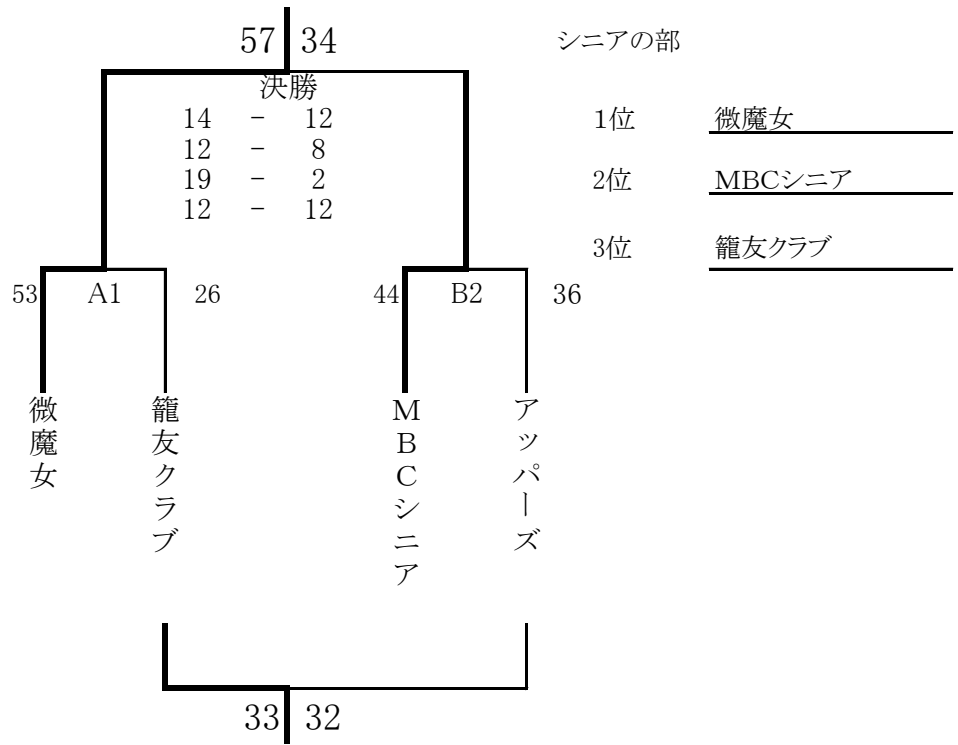 57 34
シニアの部
決勝
14 － 12
12 － 8
19 － 2
12 － 12
1位 微魔女
2位 MBCシニア
3位 籠友クラブ
53 A1 26
44 B2 36
微魔女
籠友クラブ
MBCシニア
アッパーズ
33 32